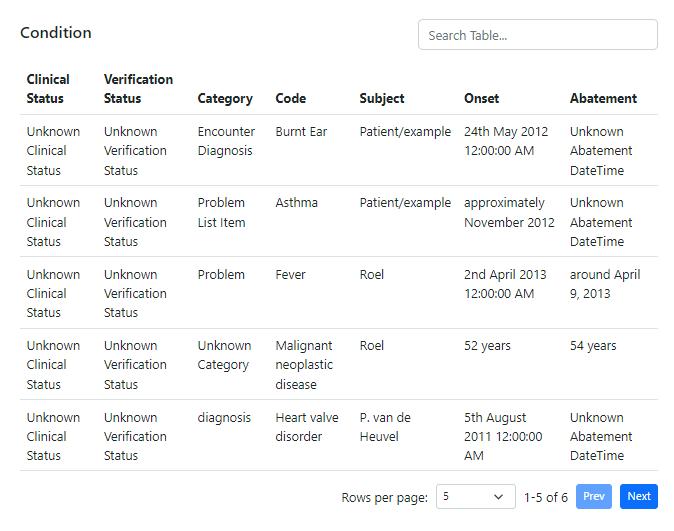 Condition
Search Table...
Clinical Status Verification Status Category Code Subject Onset Abatement
Unknown Clinical Status Unknown Verification Status Encounter Diagnosis Burnt Ear Patient/example 24th May 2012 12:00:00 AM Unknown Abatement DateTime
Unknown Clinical Status Unknown Verification Status Problem List Item Asthma Patient/example approximately November 2012 Unknown Abatement DateTime
Unknown Clinical Status Unknown Verification Status Problem Fever Roel 2nd April 2013 12:00:00 AM around April 9, 2013
Unknown Clinical Status Unknown Verification Status Unknown Category Malignant neoplastic disease Roel 52 years 54 years
Unknown Clinical Status Unknown Verification Status diagnosis Heart valve disorder P. van de Heuvel 5th August 2011 12:00:00 AM Unknown Abatement DateTime
Rows per page: 5 1-5 of 6 Prev Next